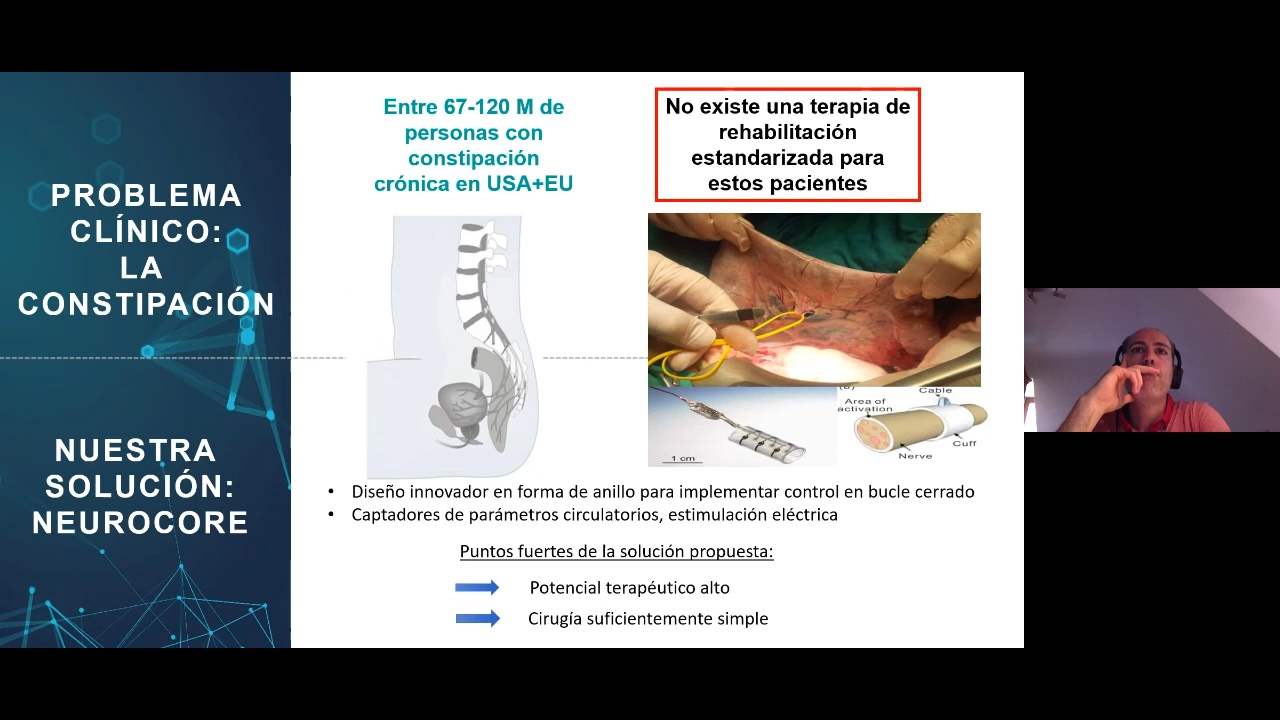 PROBLEMA
CLÍNICO:
LA
CONSTIPACIÓN
NUESTRA
SOLUCIÓN:
NEUROCORE
Entre 67-120 M de
personas con
constipación
crónica en USA+EU
No existe una terapia de
rehabilitación
estandarizada para
estos pacientes
1 cm
Cable
Area of
activation
Cuff
Nerve
• Diseño innovador en forma de anillo para implementar control en bucle cerrado
• Captadores de parámetros circulatorios, estimulación eléctrica
Puntos fuertes de la solución propuesta:
Potencial terapéutico alto
Cirugía suficientemente simple